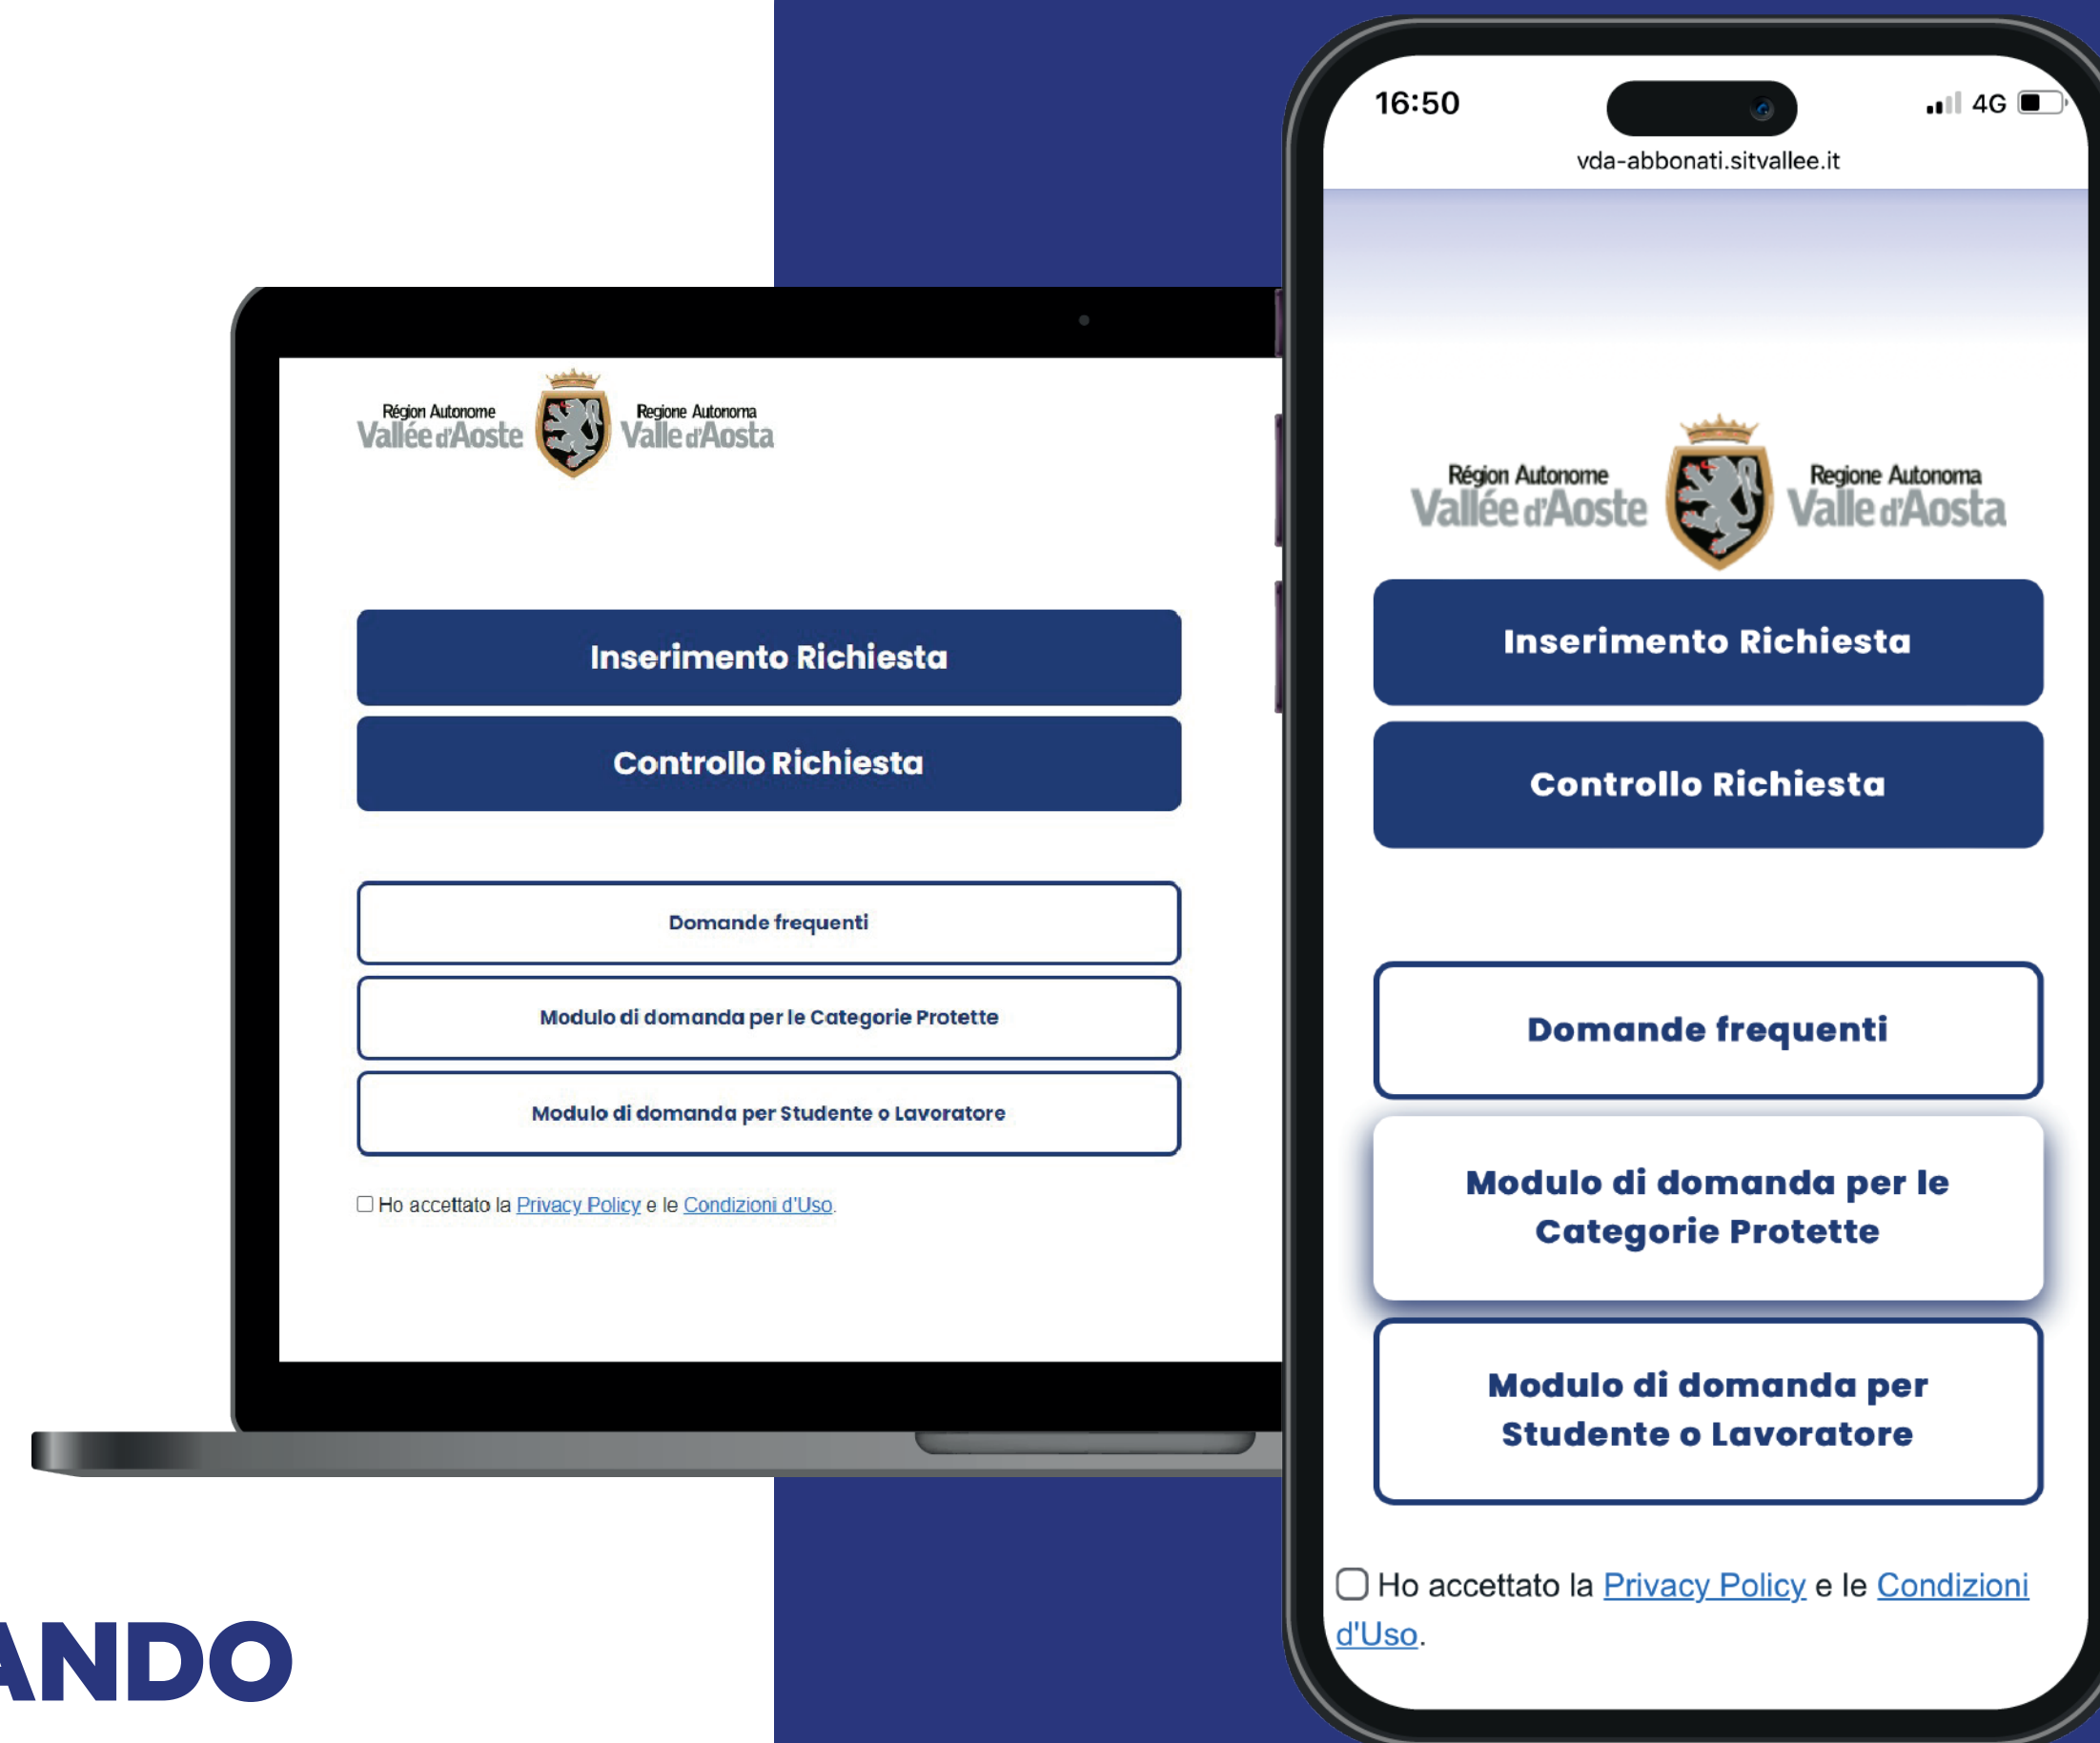 Région Autonome
Vallée d'Aoste
Regione Autonoma
Valle d'Aosta
Inserimento Richiesta
Controllo Richiesta
Domande frequenti
Modulo di domanda per le Categorie Protette
Modulo di domanda per Studente o Lavoratore
Ho accettato la Privacy Policy e le Condizioni d'Uso.
16:50
4G
vda-abbonati.sitvallee.it
Région Autonome
Vallée d'Aoste
Regione Autonoma
Valle d'Aosta
Inserimento Richiesta
Controllo Richiesta
Domande frequenti
Modulo di domanda per le
Categorie Protette
Modulo di domanda per
Studente o Lavoratore
Ho accettato la Privacy Policy e le Condizioni
d'Uso.
ANDO